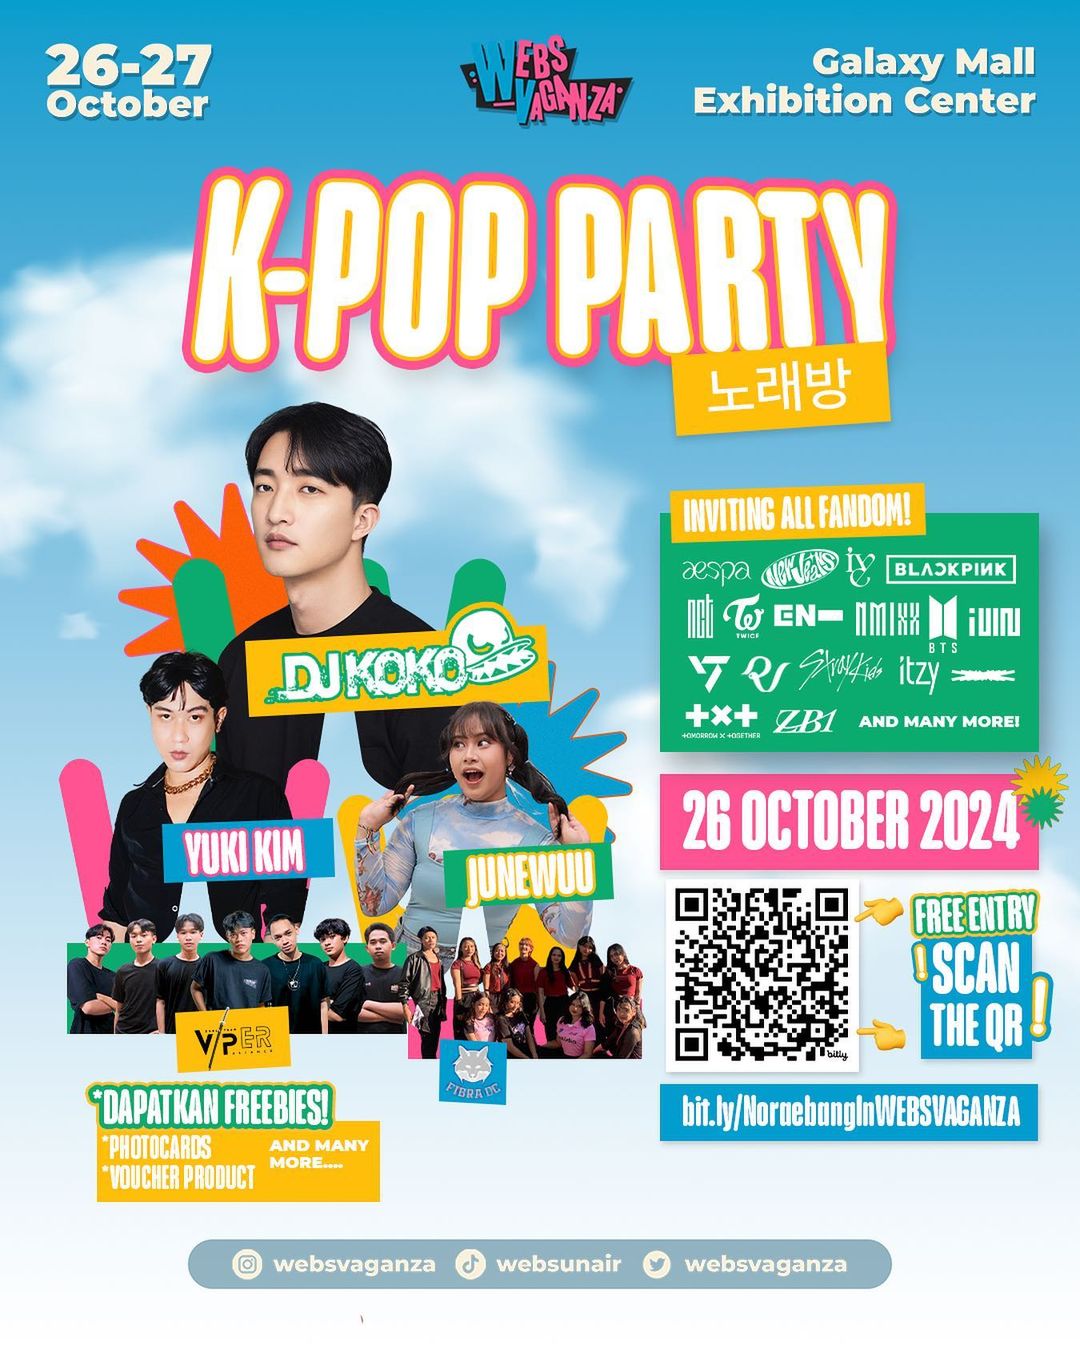 26-27
October
WEBS
VAGANZA
Galaxy Mall
Exhibition Center
K-POP PARTY
노래방
INVITING ALL FANDOM!
aespa NewJeans IVE BLACKPINK
nct TWICE EN- NMIXX BTS
Stray Kids itzy
TOMORROW X TOGETHER
ZB1 AND MANY MORE!
DJ KOKO
YUKI KIM
JUNEWUU
26 OCTOBER 2024
FREE ENTRY
! SCAN
THE QR !
bitly
bit.ly/NoraebangInWEBSVAGANZA
VIPER
FIBRA DC
*DAPATKAN FREEBIES!
*PHOTOCARDS
*VOUCHER PRODUCT
AND MANY
MORE....
websvaganza websunair websvaganza